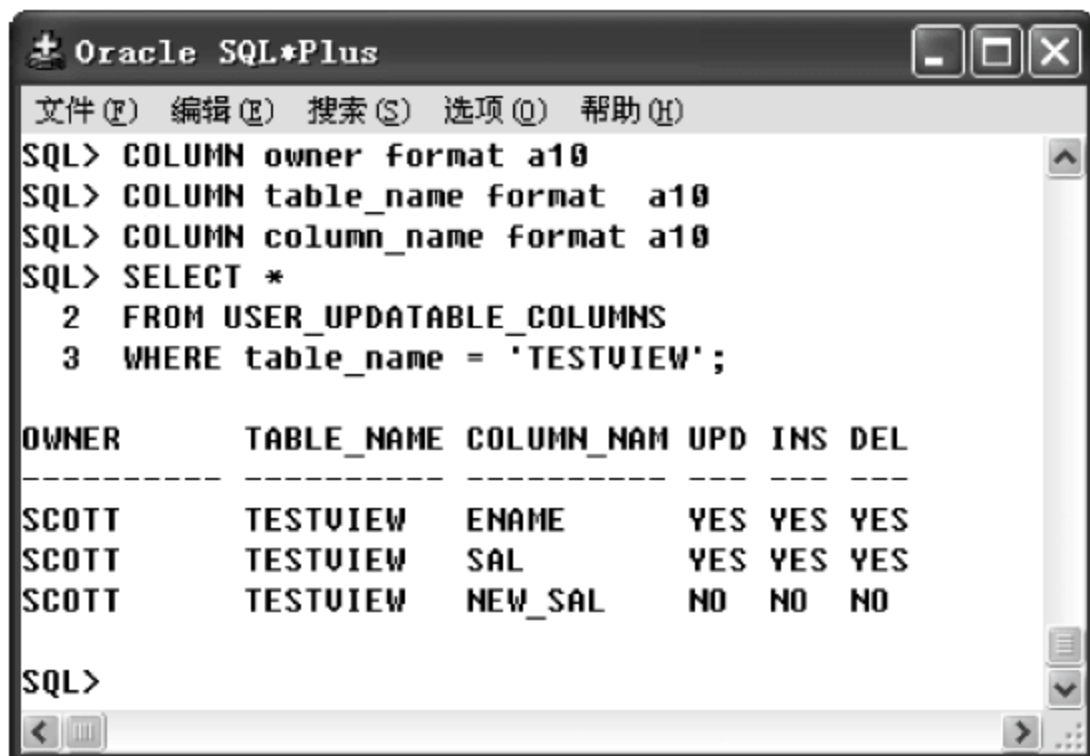 Oracle SQL*Plus
文件(F) 编辑(E) 搜索(S) 选项(O) 帮助(H)
SQL> COLUMN owner format a10
SQL> COLUMN table_name format  a10
SQL> COLUMN column_name format a10
SQL> SELECT *
  2  FROM USER_UPDATABLE_COLUMNS
  3  WHERE table_name = 'TESTVIEW';
OWNER      TABLE_NAME COLUMN_NAM UPD INS DEL
---------- ---------- ---------- --- --- ---
SCOTT      TESTVIEW   ENAME      YES YES YES
SCOTT      TESTVIEW   SAL        YES YES YES
SCOTT      TESTVIEW   NEW_SAL    NO  NO  NO
SQL>